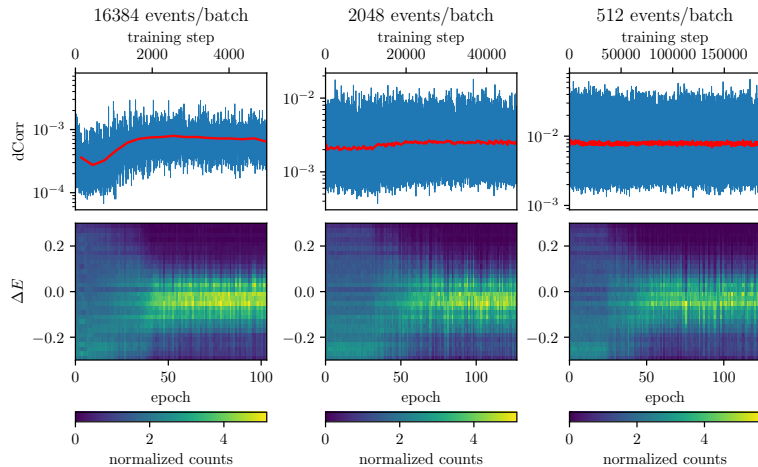 16384 events/batch 2048 events/batch 512 events/batch
training step training step training step
2000 4000 0 20000 40000 50000 100000 150000
dCorr
10⁻³
10⁻⁴
10⁻²
10⁻³
10⁻²
10⁻³
ΔE
0.2
0.0
−0.2
0.2
0.0
−0.2
0.2
0.0
−0.2
0 50 100 0 50 100 0 50 100
epoch epoch epoch
0 2 4 0 2 4 0 2 4
normalized counts normalized counts normalized counts